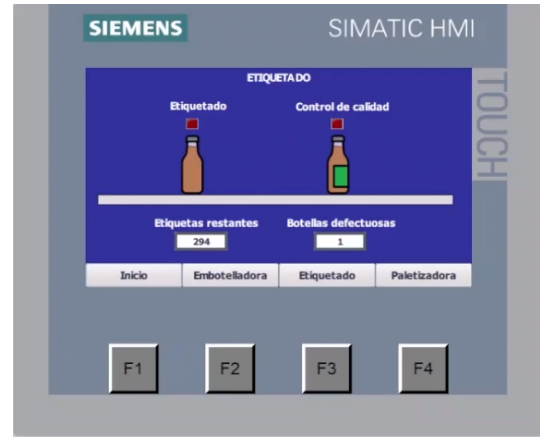 SIEMENS
SIMATIC HMI
TOUCH
ETIQUETADO
Etiquetado
Control de calidad
Etiquetas restantes
Botellas defectuosas
294
1
Inicio
Embotelladora
Etiquetado
Paletizadora
F1
F2
F3
F4